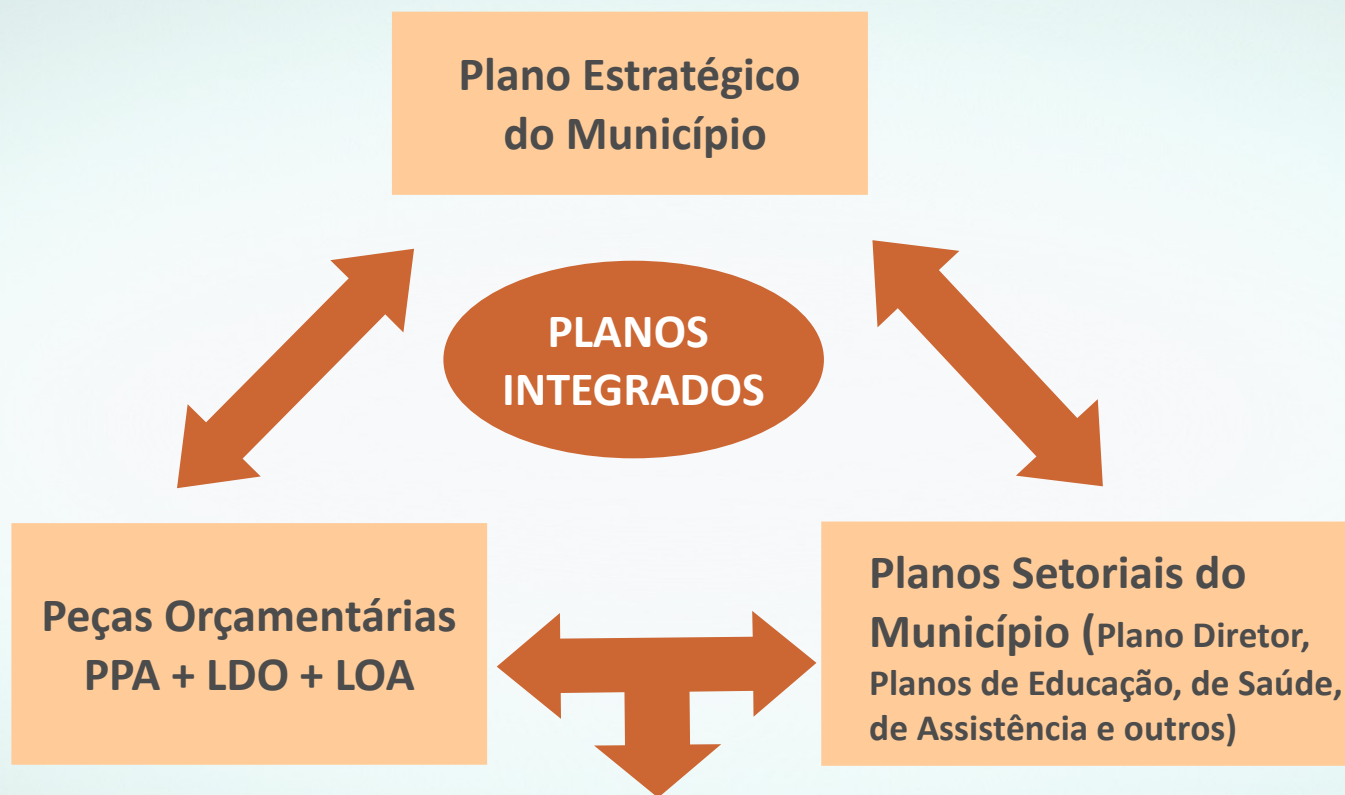 Plano Estratégico
do Município
PLANOS
INTEGRADOS
Peças Orçamentárias
PPA + LDO + LOA
Planos Setoriais do
Município (Plano Diretor,
Planos de Educação, de Saúde,
de Assistência e outros)